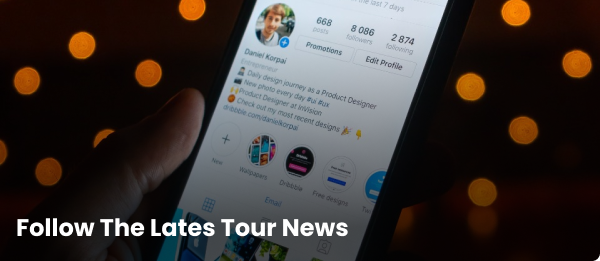 the last 7 days
668
8 086
2 874
posts
followers
following
Promotions
Edit Profile
Daniel Korpai
Entrepreneur
Daily design journey as a Product Designer
New photo every day #ui #ux
Product Designer at InVision
Check out my most recent designs
dribbble.com/danielkorpai
Wallpapers
Dribbble
Free designs
Email
Follow The Lates Tour News